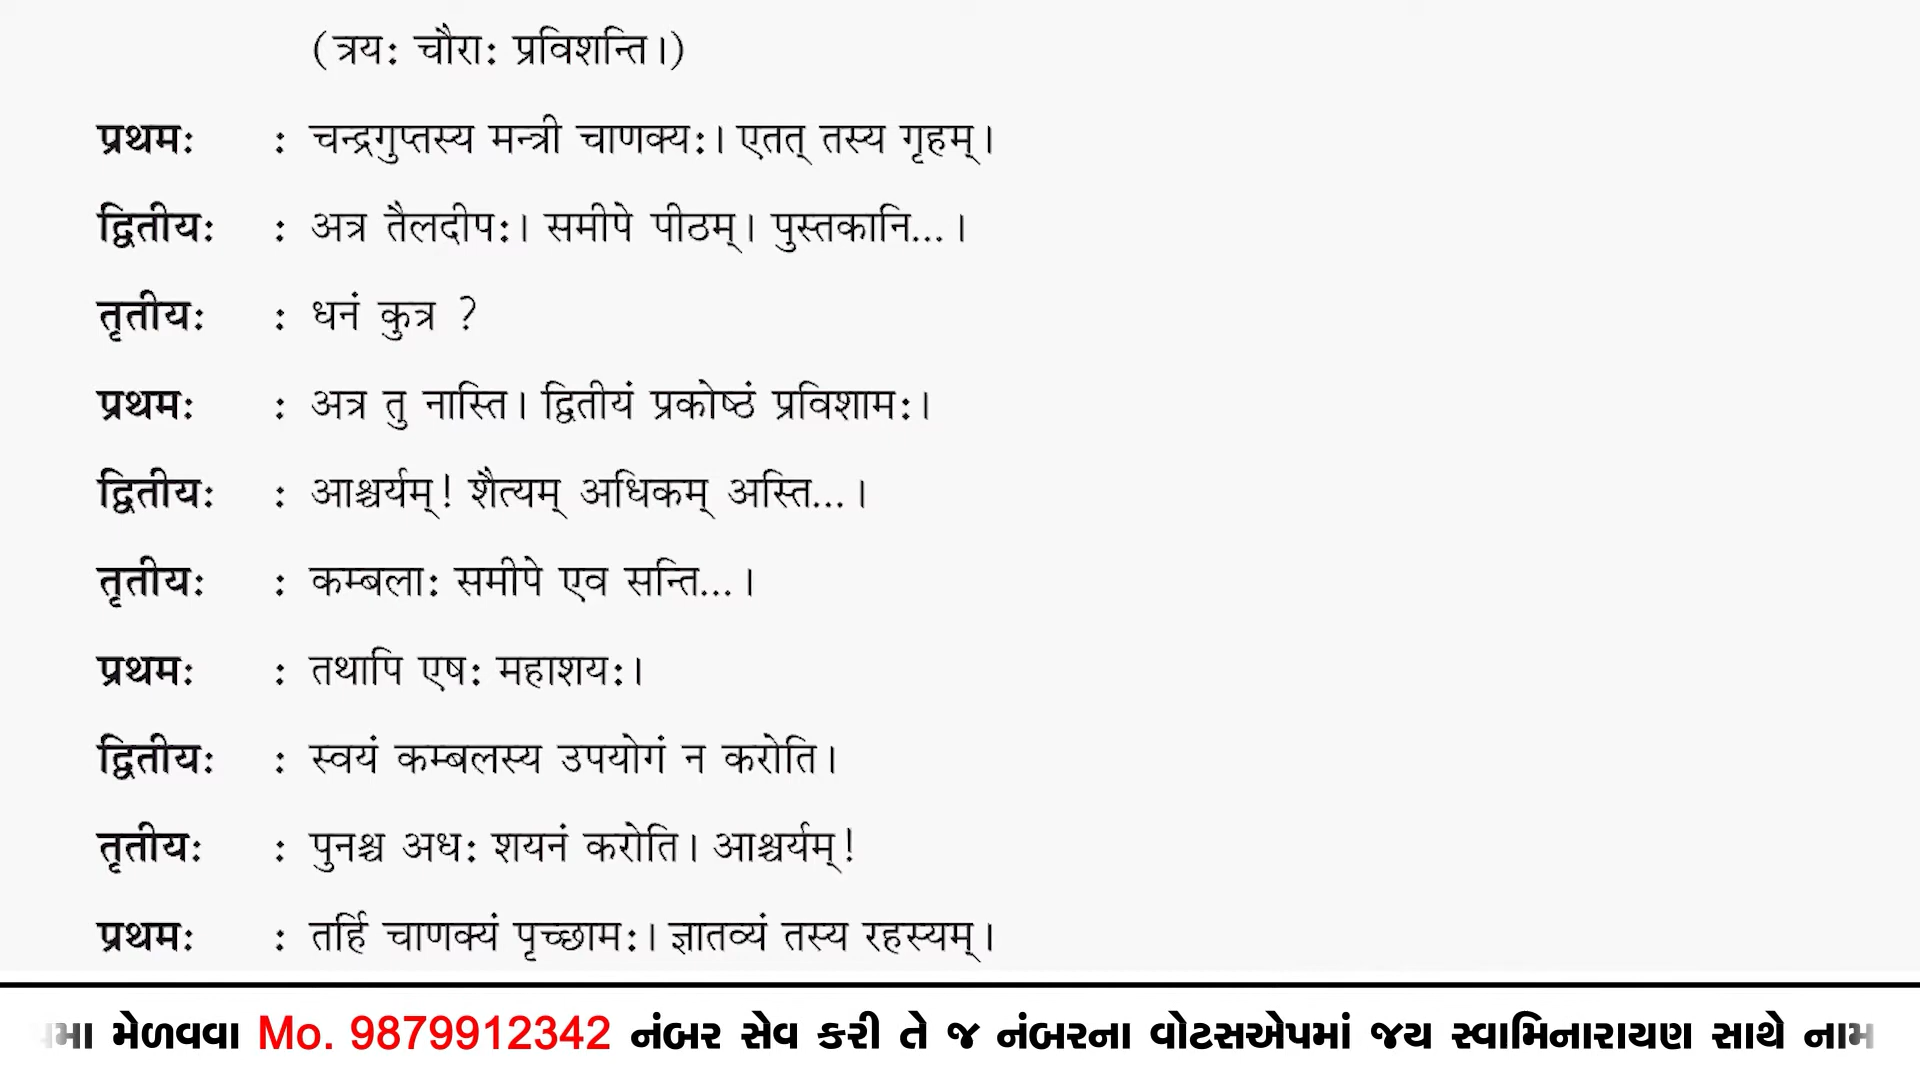 (त्रयः चौराः प्रविशन्ति।)
प्रथमः : चन्द्रगुप्तस्य मन्त्री चाणक्यः। एतत् तस्य गृहम्।
द्वितीयः : अत्र तैलदीपः। समीपे पीठम्। पुस्तकानि...।
तृतीयः : धनं कुत्र ?
प्रथमः : अत्र तु नास्ति। द्वितीयं प्रकोष्ठं प्रविशामः।
द्वितीयः : आश्चर्यम्! शैत्यम् अधिकम् अस्ति...।
तृतीयः : कम्बलाः समीपे एव सन्ति...।
प्रथमः : तथापि एषः महाशयः।
द्वितीयः : स्वयं कम्बलस्य उपयोगं न करोति।
तृतीयः : पुनश्च अधः शयनं करोति। आश्चर्यम्!
प्रथमः : तर्हि चाणक्यं पृच्छामः। ज्ञातव्यं तस्य रहस्यम्।
મેળવવા Mo. 9879912342 નંબર સેવ કરી તે જ નંબરના વોટસએપમાં જય સ્વામિનારાયણ સાથે નામ